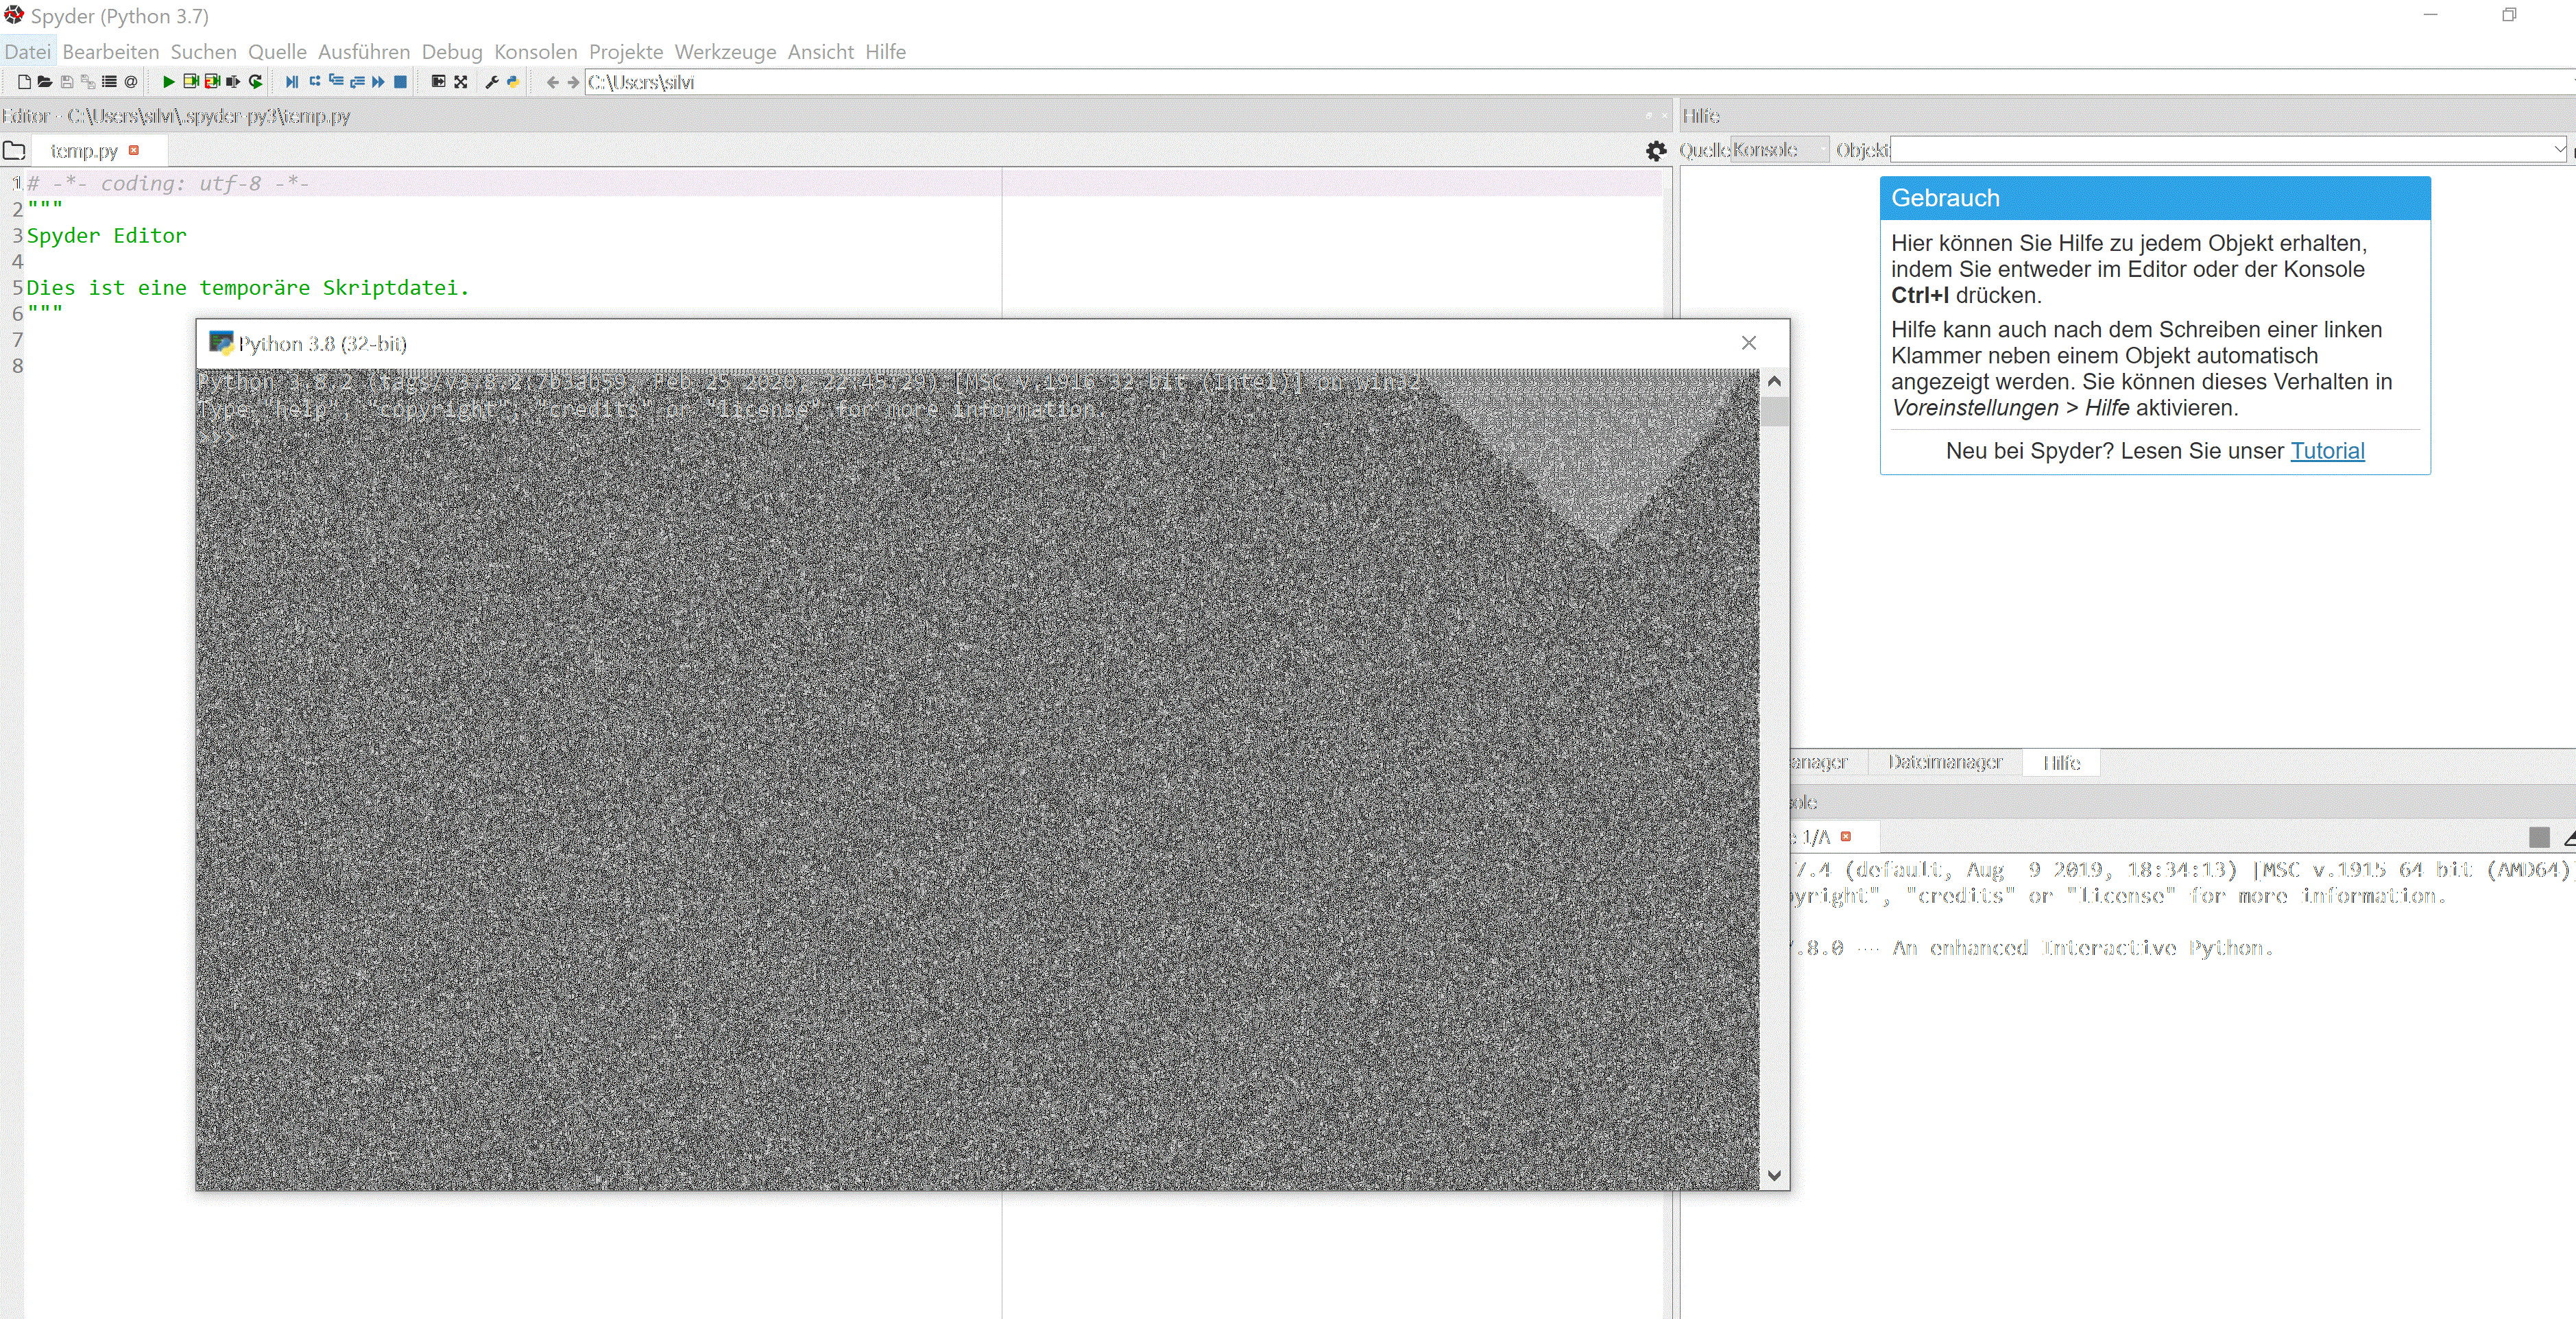 Spyder (Python 3.7)
Datei Bearbeiten Suchen Quelle Ausführen Debug Konsolen Projekte Werkzeuge Ansicht Hilfe
C:\Users\silvi
Editor - C:\Users\silvi\.spyder-py3\temp.py
temp.py
1 # -*- coding: utf-8 -*-
2 """
3 Spyder Editor
4
5 Dies ist eine temporäre Skriptdatei.
6 """
7
8
Python 3.8 (32-bit)
Python 3.8.2 (tags/v3.8.2:7b3ab59, Feb 25 2020, 22:45:29) [MSC v.1916 32 bit (Intel)] on win32
Type "help", "copyright", "credits" or "license" for more information.
>>>
Hilfe
Quelle Konsole Objekt
Gebrauch
Hier können Sie Hilfe zu jedem Objekt erhalten,
indem Sie entweder im Editor oder der Konsole
Ctrl+I drücken.
Hilfe kann auch nach dem Schreiben einer linken
Klammer neben einem Objekt automatisch
angezeigt werden. Sie können dieses Verhalten in
Voreinstellungen > Hilfe aktivieren.
Neu bei Spyder? Lesen Sie unser Tutorial
anager Dateimanager Hilfe
sole
e 1/A
7.4 (default, Aug 9 2019, 18:34:13) [MSC v.1915 64 bit (AMD64)]
pyright", "credits" or "license" for more information.
7.8.0 -- An enhanced Interactive Python.